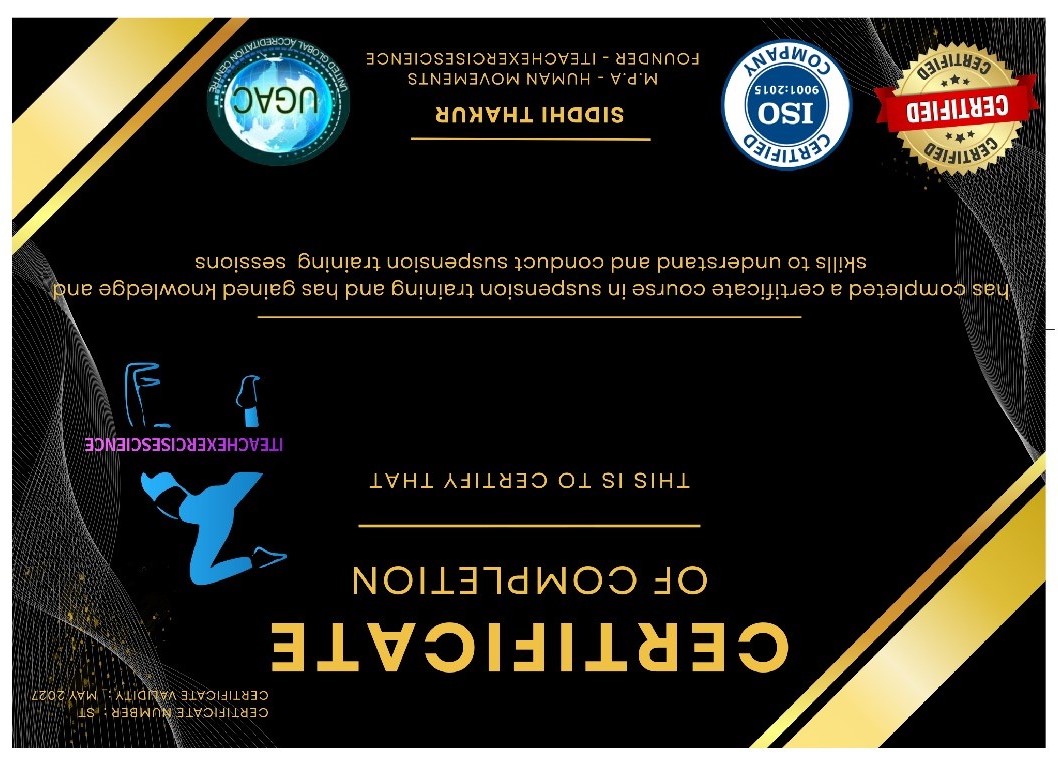 CERTIFICATE NUMBER : ST
CERTIFICATE VALIDITY : MAY 2027
CERTIFICATE
OF COMPLETION
THIS IS TO CERTIFY THAT
ITEACHEXERCISESCIENCE
has completed a certificate course in suspension training and has gained knowledge and
skills to understand and conduct suspension training sessions
CERTIFIED
CERTIFIED
CERTIFIED
CERTIFIED
ISO
9001:2015
COMPANY
SIDDHI THAKUR
M.P.A - HUMAN MOVEMENTS
FOUNDER - ITEACHEXERCISESCIENCE
UGAC
UNITED GLOBAL ACCREDITATION CENTRE